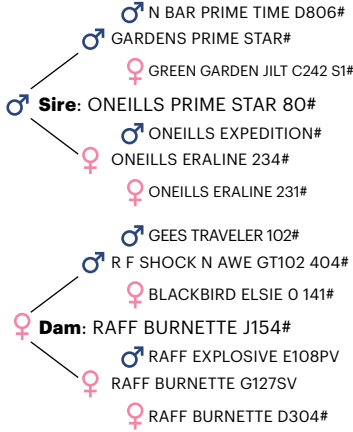 N BAR PRIME TIME D806#
GARDENS PRIME STAR#
GREEN GARDEN JILT C242 S1#
Sire: ONEILLS PRIME STAR 80#
ONEILLS EXPEDITION#
ONEILLS ERALINE 234#
ONEILLS ERALINE 231#
GEES TRAVELER 102#
R F SHOCK N AWE GT102 404#
BLACKBIRD ELSIE 0 141#
Dam: RAFF BURNETTE J154#
RAFF EXPLOSIVE E108PV
RAFF BURNETTE G127SV
RAFF BURNETTE D304#